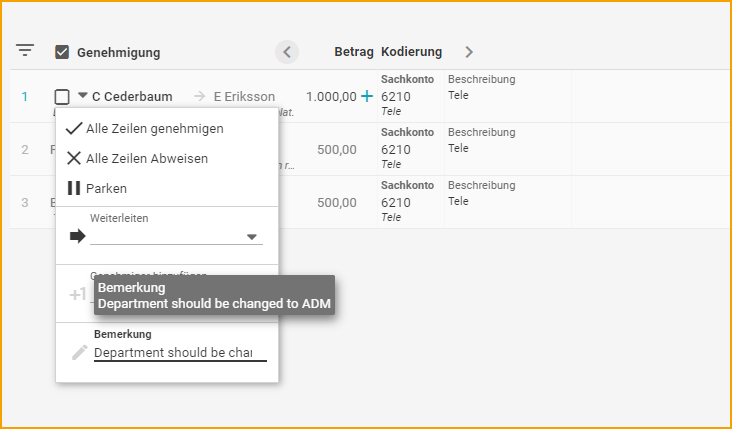 Genehmigung Betrag Kodierung
1 C Cederbaum E Eriksson 1.000,00 + Sachkonto 6210 Tele Beschreibung Tele
Alle Zeilen genehmigen
Alle Zeilen Abweisen
Parken
2 500,00 Sachkonto 6210 Tele Beschreibung Tele
3 500,00 Sachkonto 6210 Tele Beschreibung Tele
Weiterleiten
+1
Bemerkung
Department should be changed to ADM
Bemerkung
Department should be chai